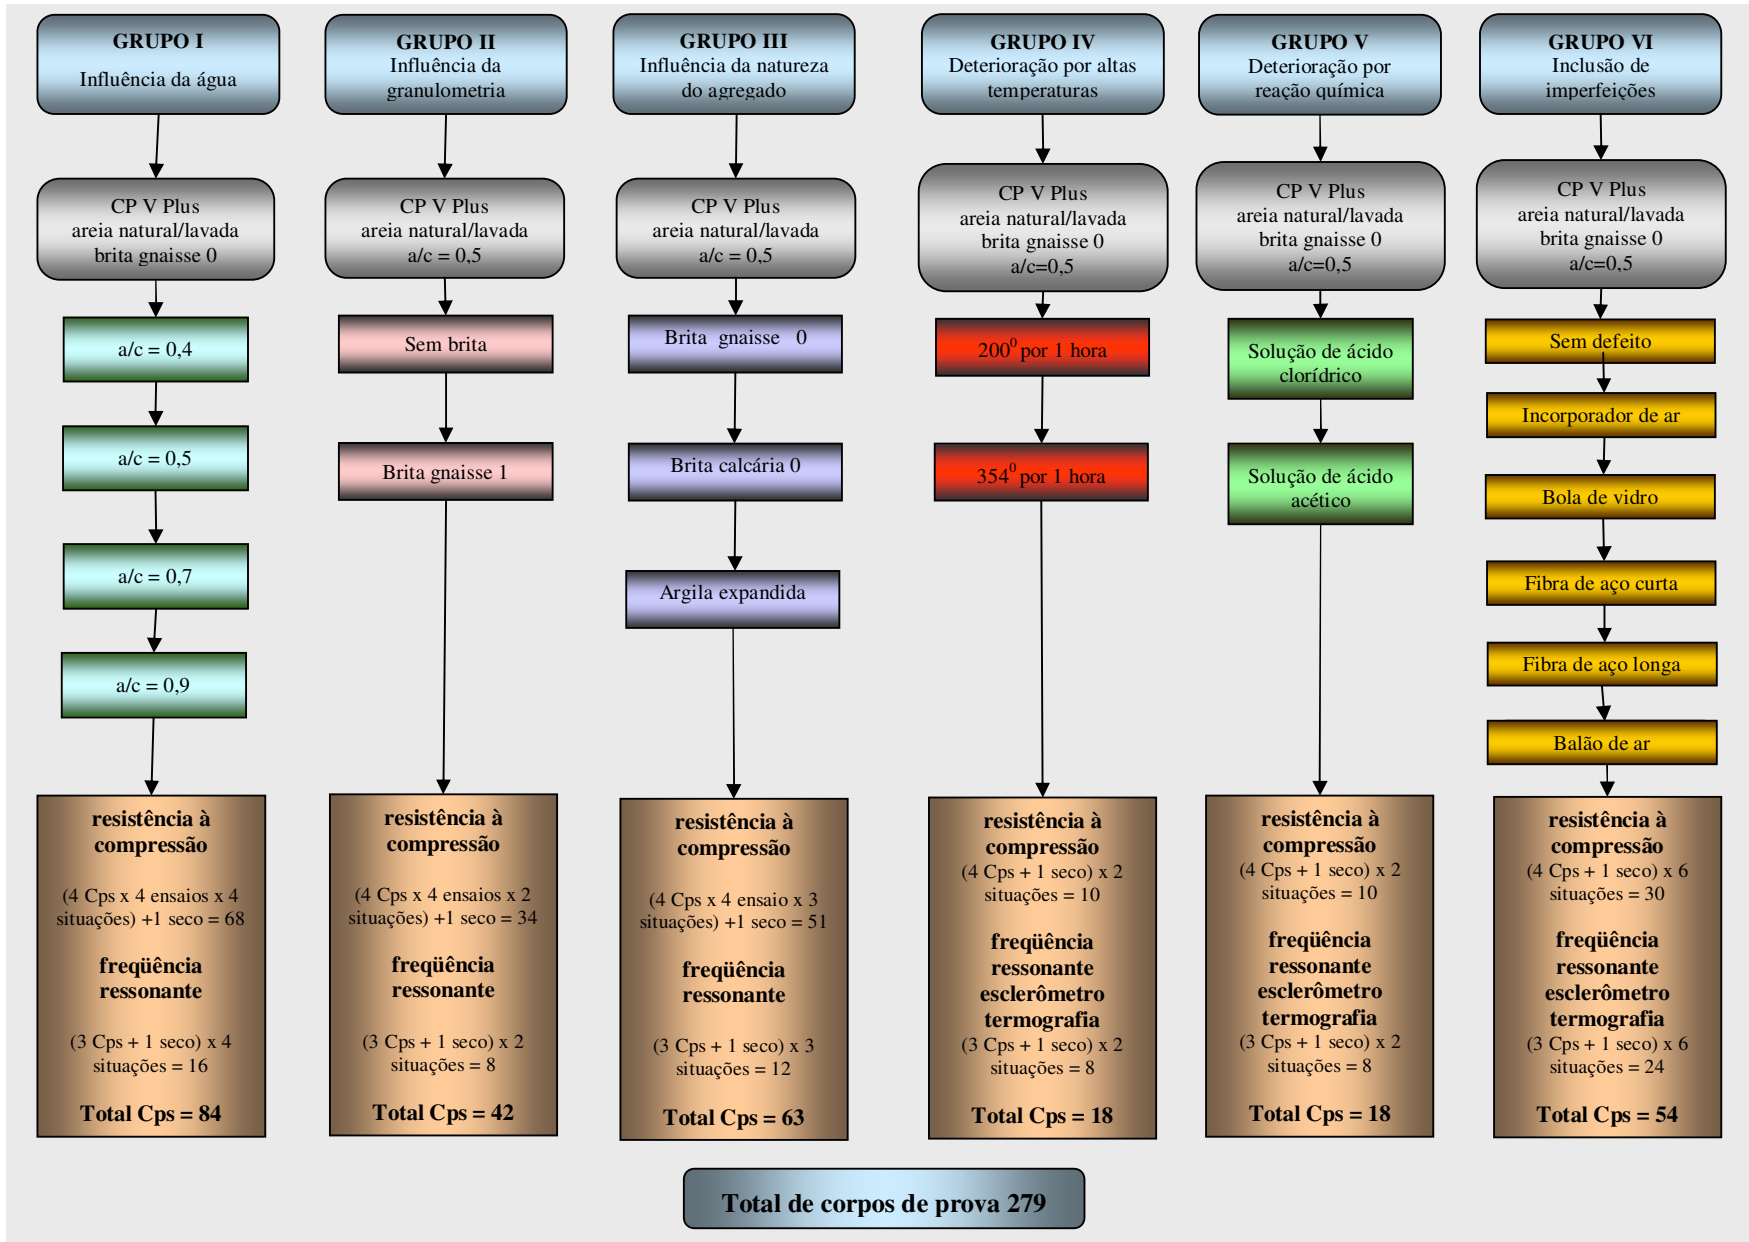 GRUPO I
Influência da água
CP V Plus
areia natural/lavada
brita gnaisse 0
a/c = 0,4
a/c = 0,5
a/c = 0,7
a/c = 0,9
resistência à
compressão
(4 Cps x 4 ensaios x 4
situações) +1 seco = 68
freqüência
ressonante
(3 Cps + 1 seco) x 4
situações = 16
Total Cps = 84
GRUPO II
Influência da
granulometria
CP V Plus
areia natural/lavada
a/c = 0,5
Sem brita
Brita gnaisse 1
resistência à
compressão
(4 Cps x 4 ensaios x 2
situações) +1 seco = 34
freqüência
ressonante
(3 Cps + 1 seco) x 2
situações = 8
Total Cps = 42
GRUPO III
Influência da natureza
do agregado
CP V Plus
areia natural/lavada
a/c = 0,5
Brita gnaisse 0
Brita calcária 0
Argila expandida
resistência à
compressão
(4 Cps x 4 ensaio x 3
situações) +1 seco = 51
freqüência
ressonante
(3 Cps + 1 seco) x 3
situações = 12
Total Cps = 63
GRUPO IV
Deterioração por altas
temperaturas
CP V Plus
areia natural/lavada
brita gnaisse 0
a/c=0,5
200⁰ por 1 hora
354⁰ por 1 hora
resistência à
compressão
(4 Cps + 1 seco) x 2
situações = 10
freqüência
ressonante
esclerômetro
termografia
(3 Cps + 1 seco) x 2
situações = 8
Total Cps = 18
GRUPO V
Deterioração por
reação química
CP V Plus
areia natural/lavada
brita gnaisse 0
a/c=0,5
Solução de ácido
clorídrico
Solução de ácido
acético
resistência à
compressão
(4 Cps + 1 seco) x 2
situações = 10
freqüência
ressonante
esclerômetro
termografia
(3 Cps + 1 seco) x 2
situações = 8
Total Cps = 18
GRUPO VI
Inclusão de
imperfeições
CP V Plus
areia natural/lavada
brita gnaisse 0
a/c=0,5
Sem defeito
Incorporador de ar
Bola de vidro
Fibra de aço curta
Fibra de aço longa
Balão de ar
resistência à
compressão
(4 Cps + 1 seco) x 6
situações = 30
freqüência
ressonante
esclerômetro
termografia
(3 Cps + 1 seco) x 6
situações = 24
Total Cps = 54
Total de corpos de prova 279